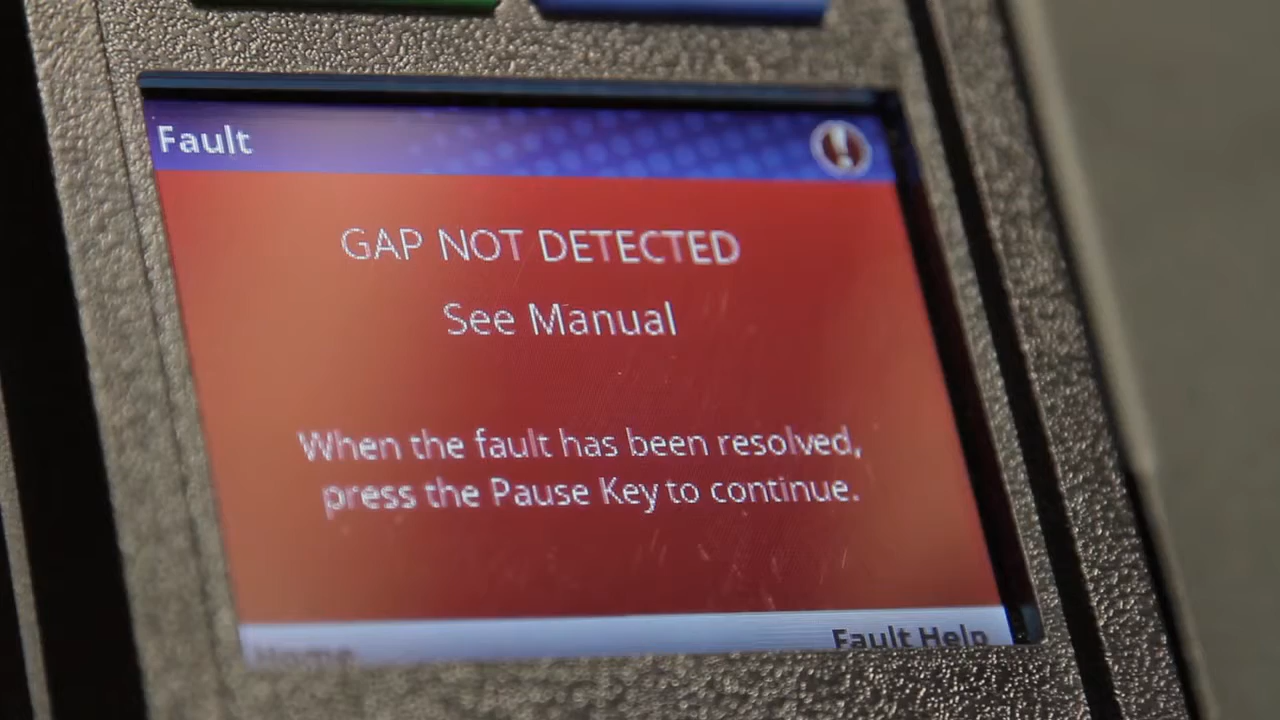 Fault
GAP NOT DETECTED
See Manual
When the fault has been resolved,
press the Pause Key to continue.
Home
Fault Help